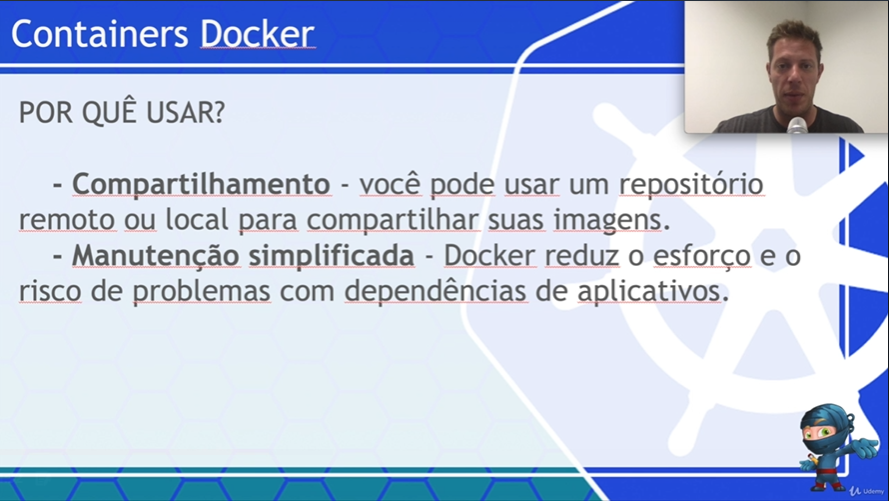 Containers Docker
POR QUÊ USAR?
- Compartilhamento - você pode usar um repositório
remoto ou local para compartilhar suas imagens.
- Manutenção simplificada - Docker reduz o esforço e o
risco de problemas com dependências de aplicativos.
Udemy